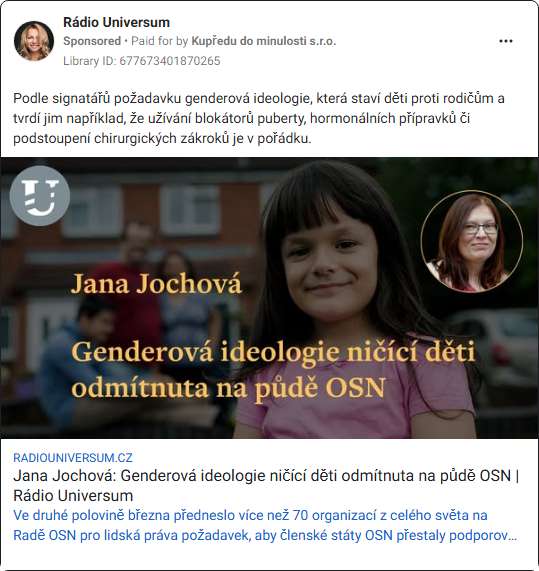 Rádio Universum
Sponsored • Paid for by Kupředu do minulosti s.r.o.
Library ID: 677673401870265
Podle signatářů požadavku genderová ideologie, která staví děti proti rodičům a
tvrdí jim například, že užívání blokátorů puberty, hormonálních přípravků či
podstoupení chirurgických zákroků je v pořádku.
U
Jana Jochová
Genderová ideologie ničící děti
odmítnuta na půdě OSN
RADIOUNIVERSUM.CZ
Jana Jochová: Genderová ideologie ničící děti odmítnuta na půdě OSN |
Rádio Universum
Ve druhé polovině března předneslo více než 70 organizací z celého světa na
Radě OSN pro lidská práva požadavek, aby členské státy OSN přestaly podporov...